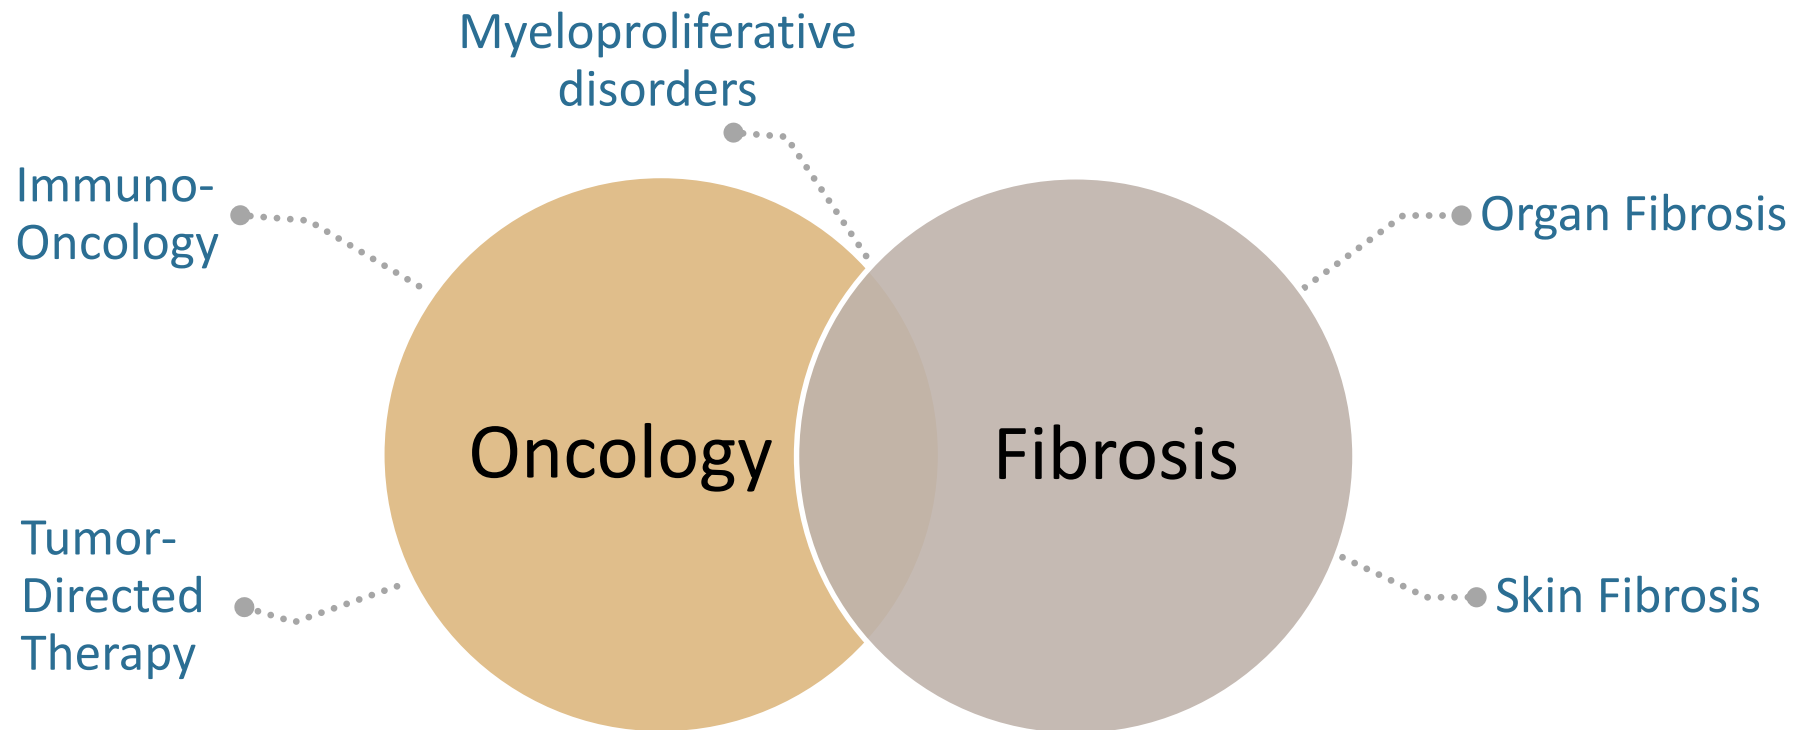 Myeloproliferative
disorders
Immuno-
Oncology
Organ Fibrosis
Oncology
Fibrosis
Tumor-
Directed
Therapy
Skin Fibrosis